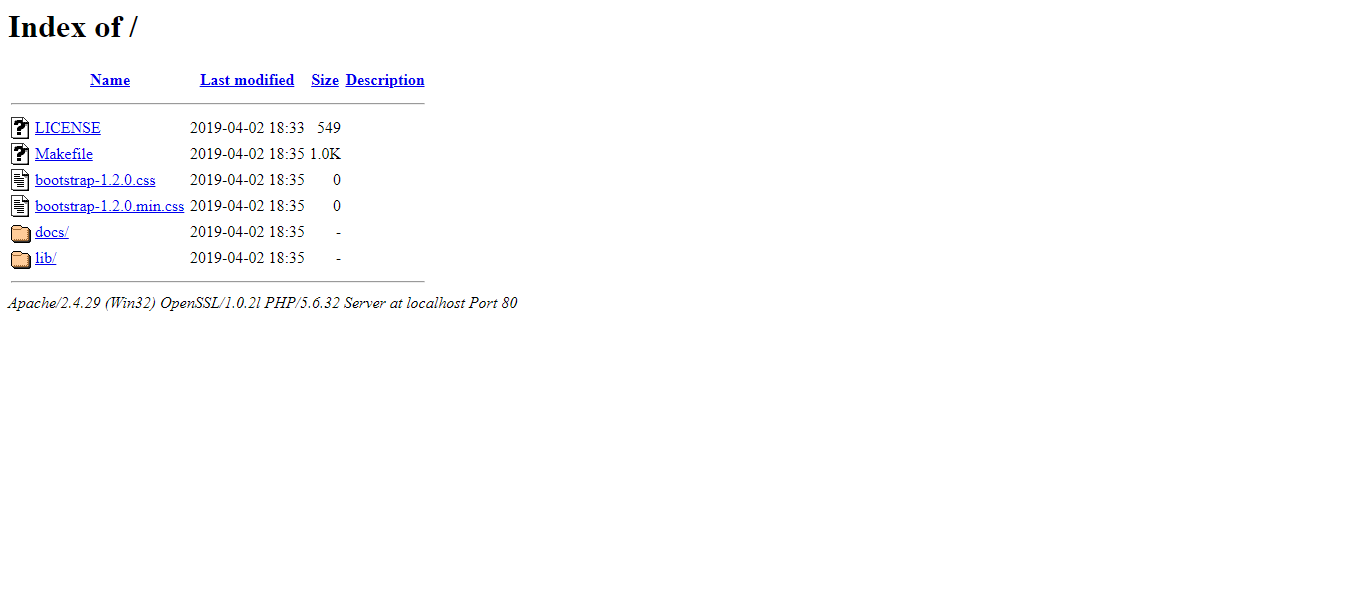 Index of /
Name Last modified Size Description
LICENSE 2019-04-02 18:33 549
Makefile 2019-04-02 18:35 1.0K
bootstrap-1.2.0.css 2019-04-02 18:35 0
bootstrap-1.2.0.min.css 2019-04-02 18:35 0
docs/ 2019-04-02 18:35 -
lib/ 2019-04-02 18:35 -
Apache/2.4.29 (Win32) OpenSSL/1.0.2l PHP/5.6.32 Server at localhost Port 80